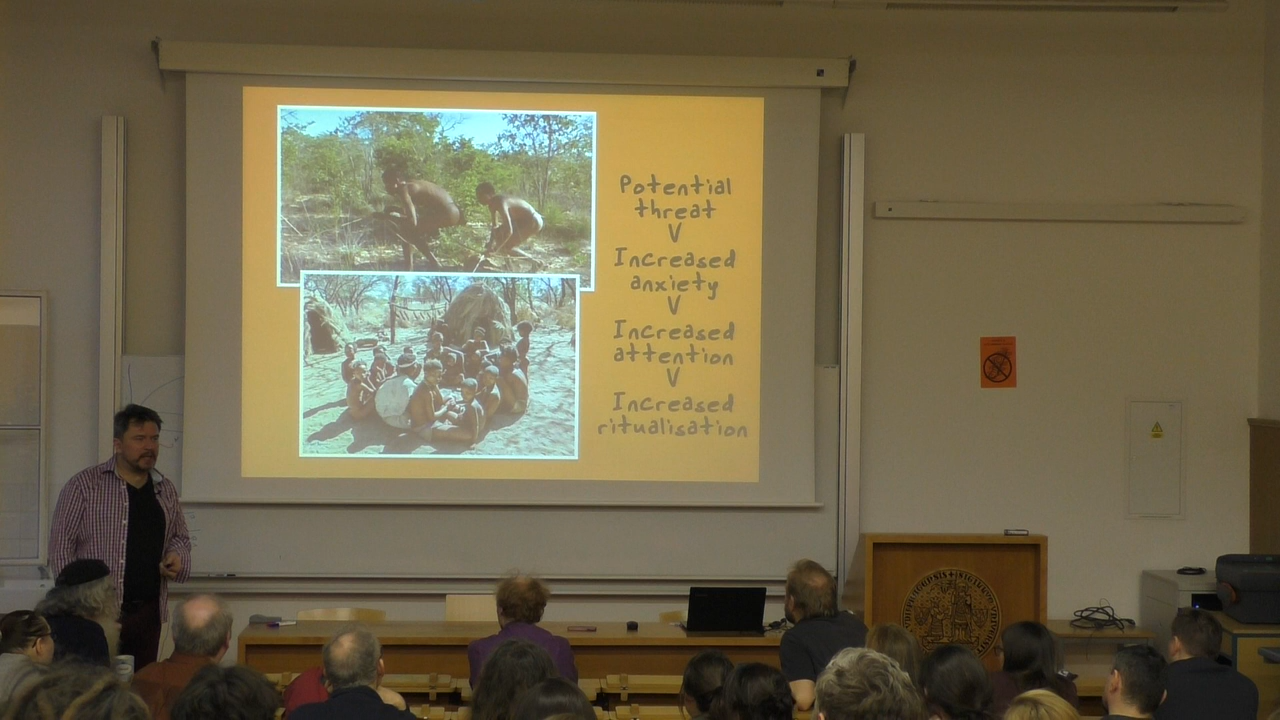 Potential
threat
V
Increased
anxiety
V
Increased
attention
V
Increased
ritualisation